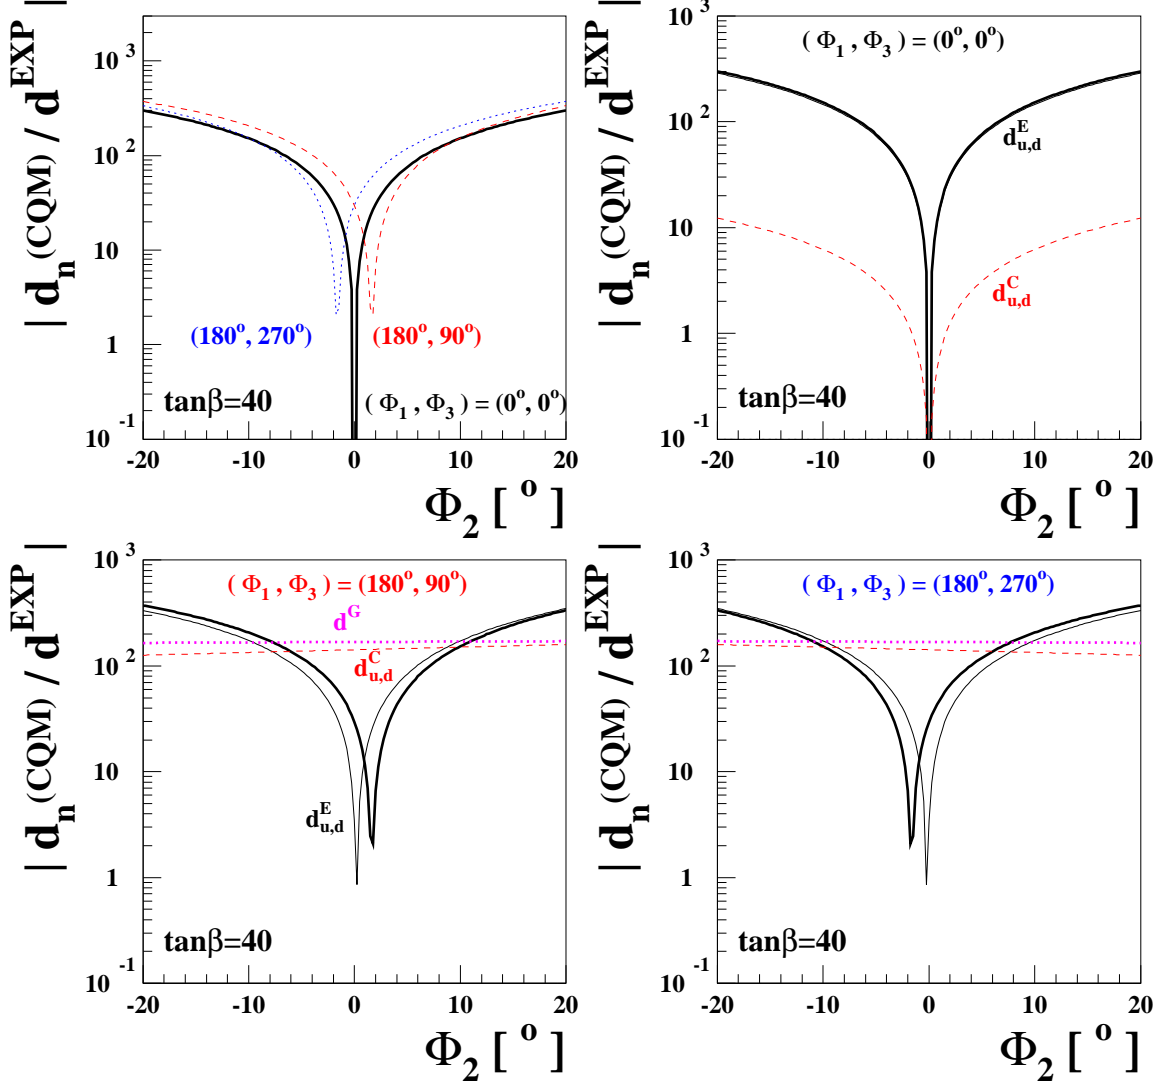 | d_n (CQM) / d^EXP |
10^3
10^2
10
1
10^-1
(180°, 270°)
(180°, 90°)
tanβ=40
( Φ_1 , Φ_3 ) = (0°, 0°)
-20 -10 0 10 20
Φ_2 [ ° ]
| d_n (CQM) / d^EXP |
10^3
10^2
10
1
10^-1
( Φ_1 , Φ_3 ) = (0°, 0°)
d^E_u,d
d^C_u,d
tanβ=40
-20 -10 0 10 20
Φ_2 [ ° ]
| d_n (CQM) / d^EXP |
10^3
10^2
10
1
10^-1
( Φ_1 , Φ_3 ) = (180°, 90°)
d^G
d^C_u,d
d^E_u,d
tanβ=40
-20 -10 0 10 20
Φ_2 [ ° ]
| d_n (CQM) / d^EXP |
10^3
10^2
10
1
10^-1
( Φ_1 , Φ_3 ) = (180°, 270°)
tanβ=40
-20 -10 0 10 20
Φ_2 [ ° ]